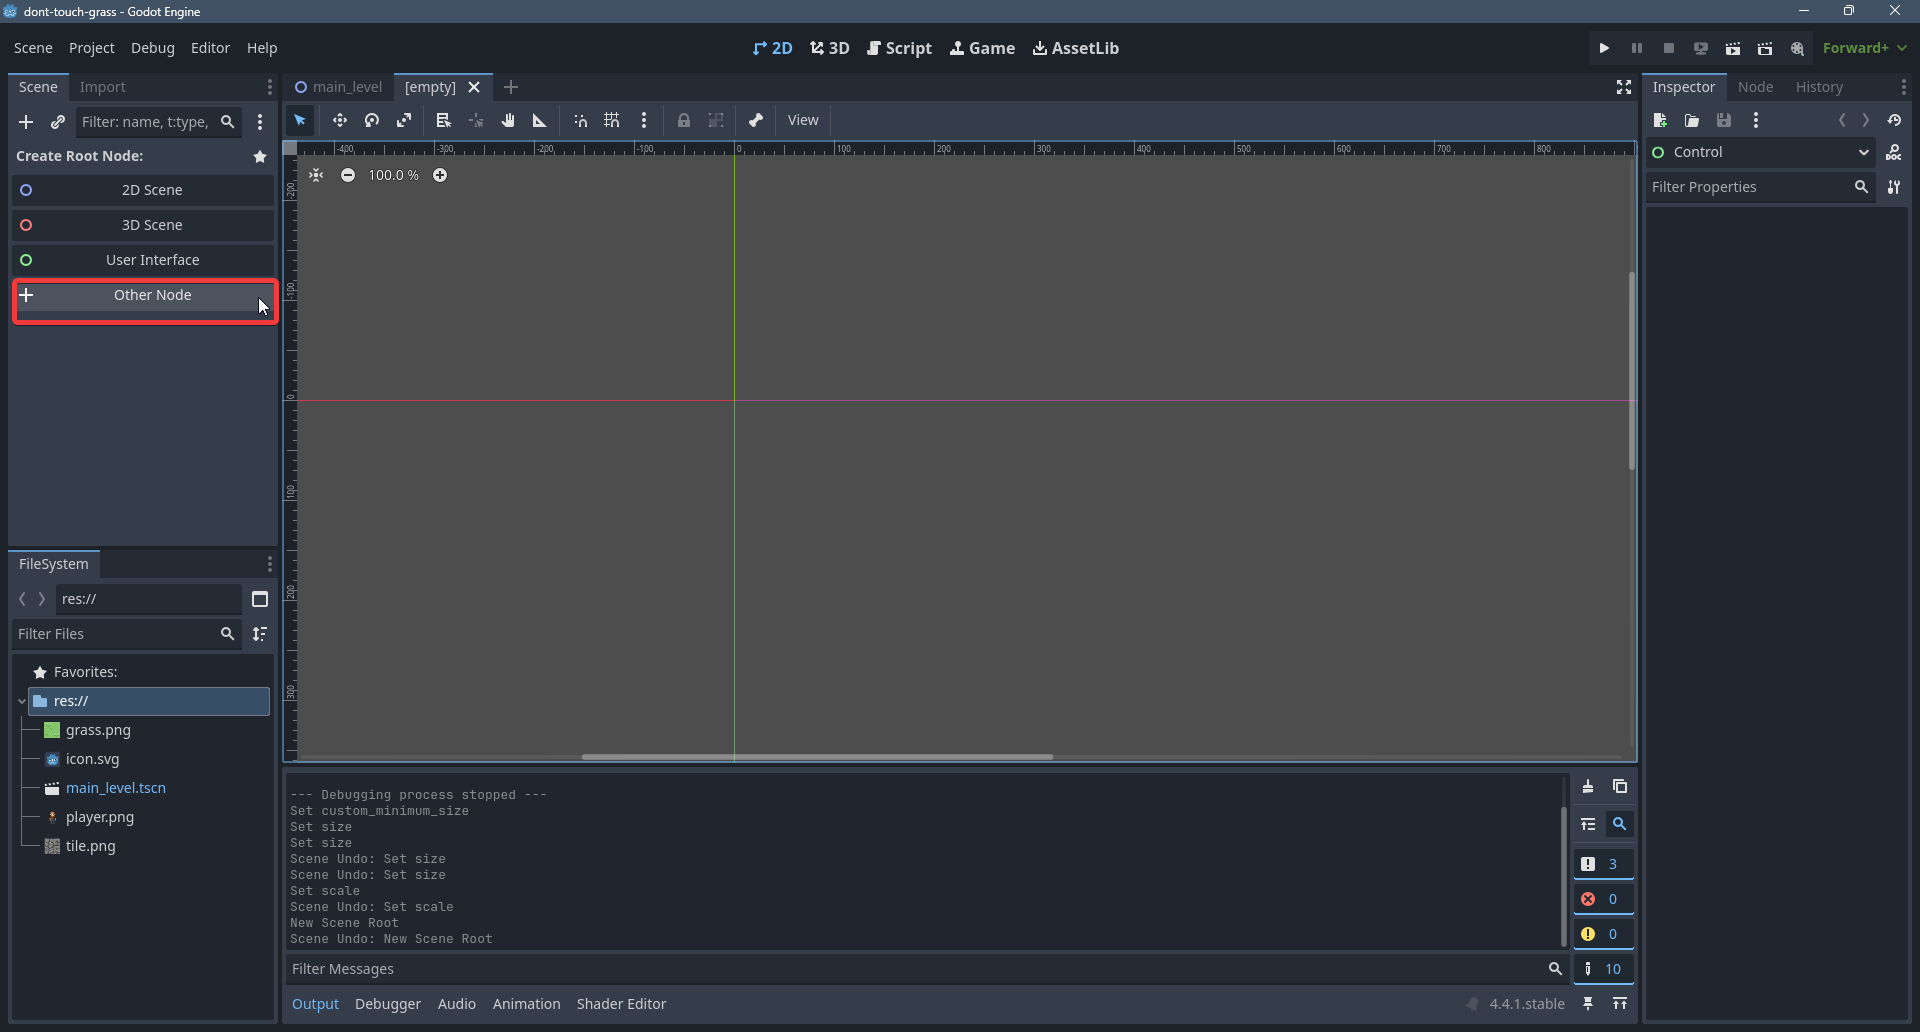 dont-touch-grass - Godot Engine
Scene Project Debug Editor Help
2D 3D Script Game AssetLib
Forward+
Scene Import
main_level [empty]
Inspector Node History
Filter: name, t:type,
View
Create Root Node:
Control
-400 -300 -200 -100 0 100 200 300 400 500 600 700 800
100.0 %
2D Scene
Filter Properties
3D Scene
User Interface
Other Node
-200
-100
0
100
200
300
FileSystem
res://
Filter Files
Favorites:
res://
grass.png
icon.svg
main_level.tscn
player.png
tile.png
--- Debugging process stopped ---
Set custom_minimum_size
Set size
Set size
Scene Undo: Set size
Scene Undo: Set size
Set scale
Scene Undo: Set scale
New Scene Root
Scene Undo: New Scene Root
3
0
0
10
Filter Messages
Output Debugger Audio Animation Shader Editor
4.4.1.stable
DOC